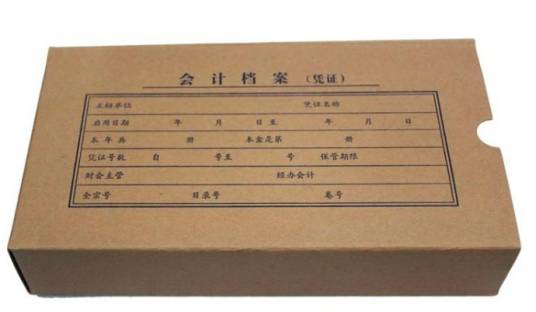 会计档案（凭证）
立档单位 凭证名称
启用日期 年 月 日至 年 月 日
本年共 册 本盒是第 册
凭证号数 自 号至 号 保管期限
财会主管 经办会计
全宗号 目录号 卷号